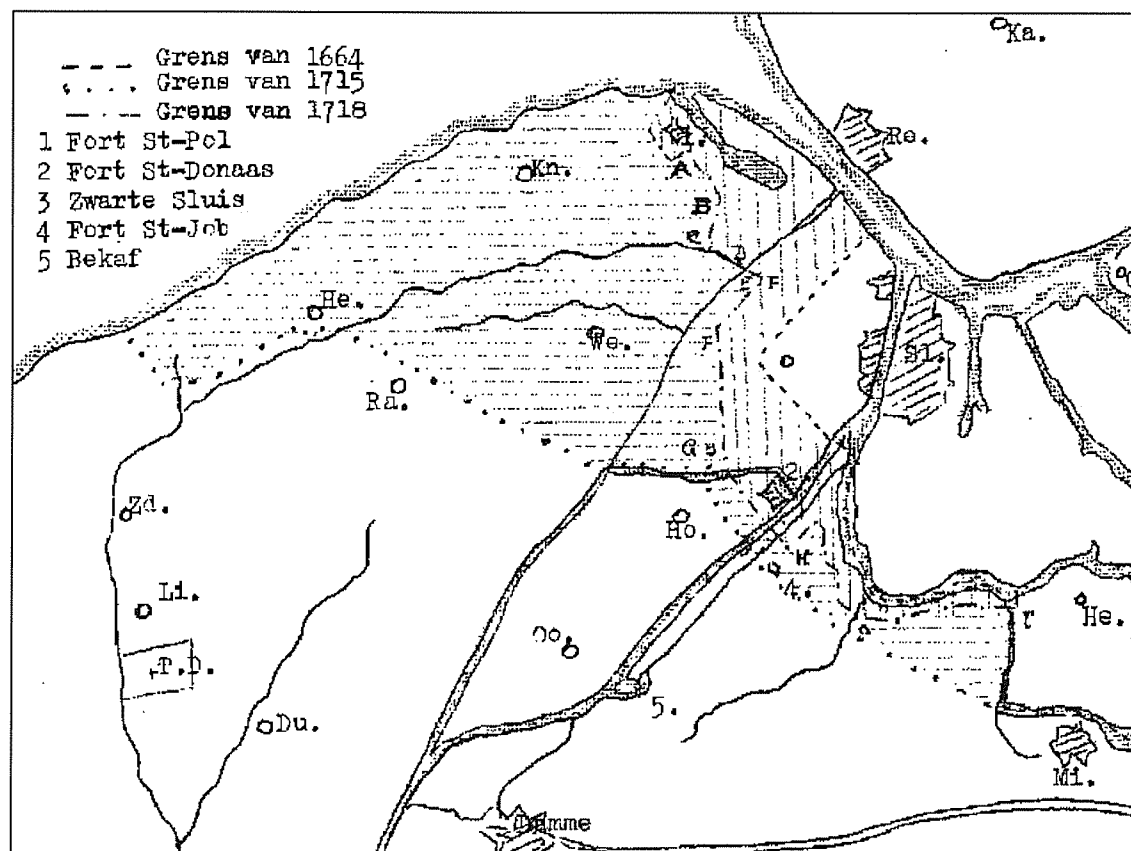 Grens van 1664
Grens van 1715
Grens van 1718
1 Fort St-Pol
2 Fort St-Donaas
3 Zwarte Sluis
4 Fort St-Job
5 Bekaf
Ka.
Re.
Kn.
A
B
C
He.
We.
Ra.
Sl.
F
G
Zd.
Ho.
H
4.
Li.
He.
Oo.
T.D.
5.
Du.
Mi.
Damme